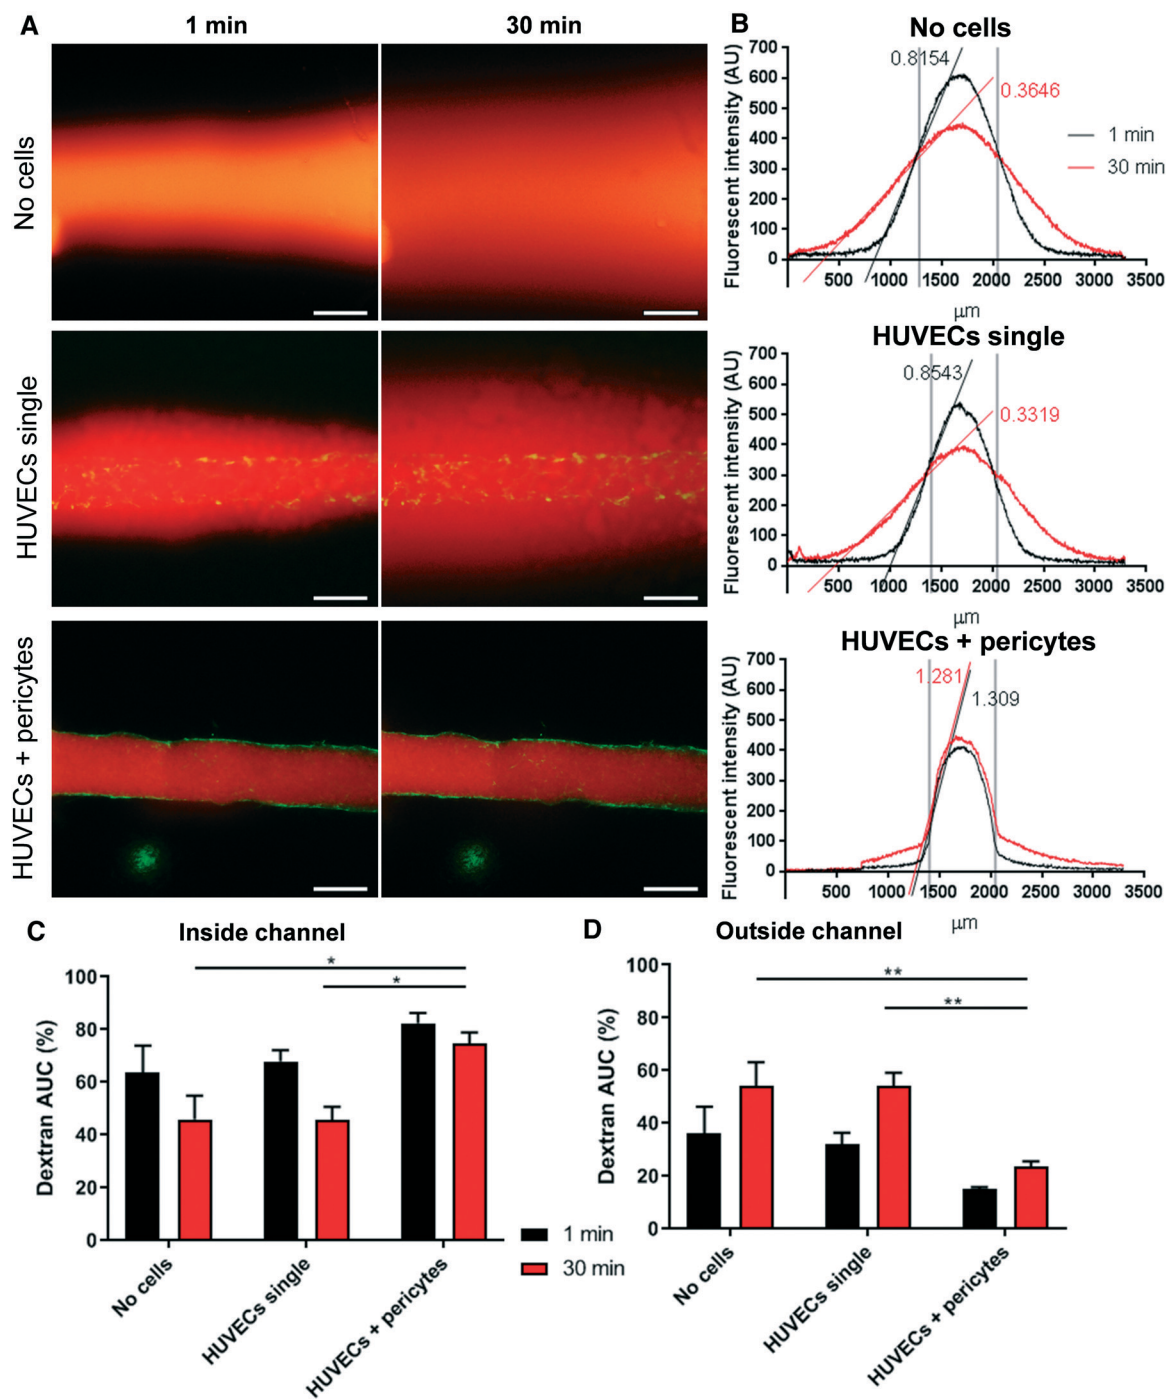 A
1 min
30 min
No cells
HUVECs single
HUVECs + pericytes
B
No cells
Fluorescent intensity (AU)
700
600
500
400
300
200
100
0
0.8154
0.3646
1 min
30 min
500 1000 1500 2000 2500 3000 3500
μm
HUVECs single
Fluorescent intensity (AU)
700
600
500
400
300
200
100
0
0.8543
0.3319
500 1000 1500 2000 2500 3000 3500
μm
HUVECs + pericytes
Fluorescent intensity (AU)
700
600
500
400
300
200
100
0
1.281
1.309
500 1000 1500 2000 2500 3000 3500
μm
C
Inside channel
Dextran AUC (%)
100
80
60
40
20
0
*
*
No cells
HUVECs single
HUVECs + pericytes
1 min
30 min
D
Outside channel
Dextran AUC (%)
100
80
60
40
20
0
**
**
No cells
HUVECs single
HUVECs + pericytes